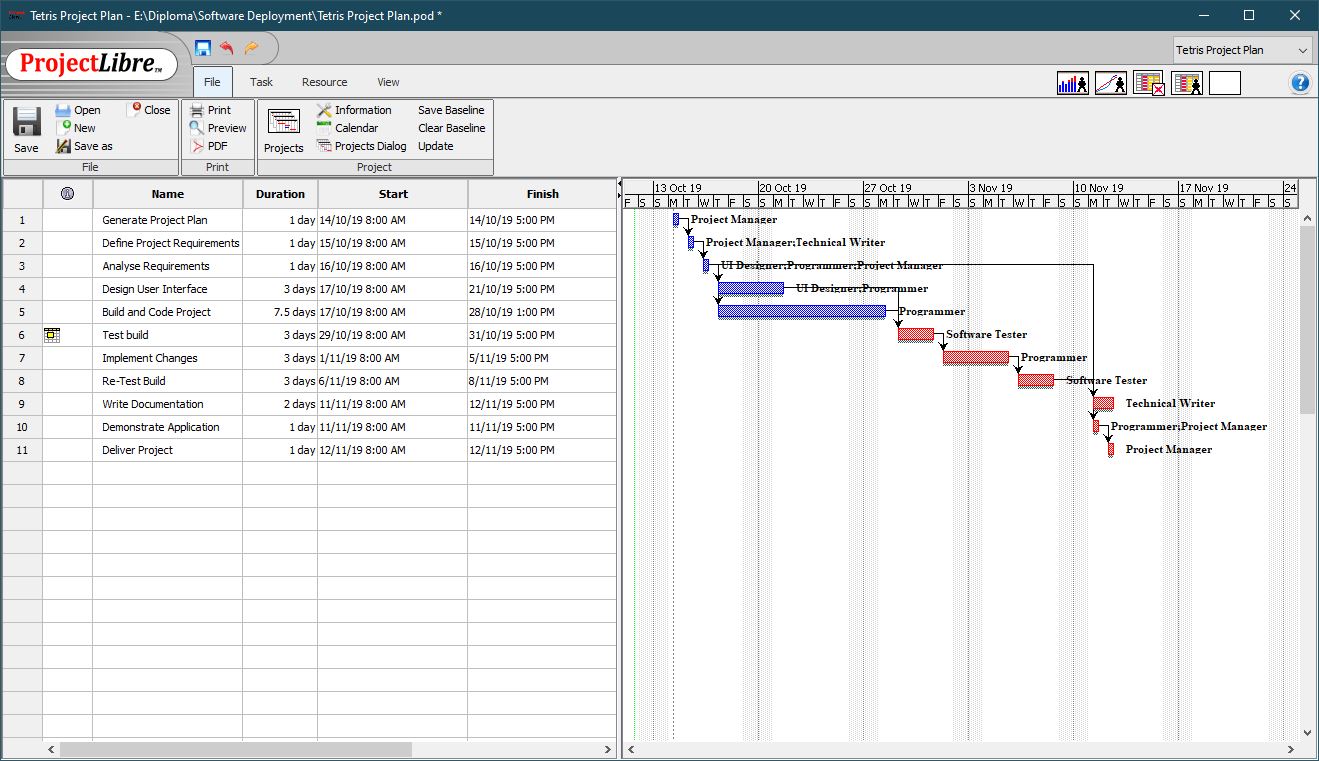 Tetris Project Plan - E:\Diploma\Software Deployment\Tetris Project Plan.pod *
ProjectLibre™
Tetris Project Plan
File Task Resource View
Save
Open
New
Save as
Close
File
Print
Preview
PDF
Print
Projects
Information
Calendar
Projects Dialog
Save Baseline
Clear Baseline
Update
Project
Name Duration Start Finish
1 Generate Project Plan 1 day 14/10/19 8:00 AM 14/10/19 5:00 PM
2 Define Project Requirements 1 day 15/10/19 8:00 AM 15/10/19 5:00 PM
3 Analyse Requirements 1 day 16/10/19 8:00 AM 16/10/19 5:00 PM
4 Design User Interface 3 days 17/10/19 8:00 AM 21/10/19 5:00 PM
5 Build and Code Project 7.5 days 17/10/19 8:00 AM 28/10/19 1:00 PM
6 Test build 3 days 29/10/19 8:00 AM 31/10/19 5:00 PM
7 Implement Changes 3 days 1/11/19 8:00 AM 5/11/19 5:00 PM
8 Re-Test Build 3 days 6/11/19 8:00 AM 8/11/19 5:00 PM
9 Write Documentation 2 days 11/11/19 8:00 AM 12/11/19 5:00 PM
10 Demonstrate Application 1 day 11/11/19 8:00 AM 11/11/19 5:00 PM
11 Deliver Project 1 day 12/11/19 8:00 AM 12/11/19 5:00 PM
13 Oct 19 20 Oct 19 27 Oct 19 3 Nov 19 10 Nov 19 17 Nov 19 24
F S S M T W T F S S M T W T F S S M T W T F S S M T W T F S S M T W T F S S M T W T F S S
Project Manager
Project Manager;Technical Writer
UI Designer;Programmer;Project Manager
UI Designer;Programmer
Programmer
Software Tester
Programmer
Software Tester
Technical Writer
Programmer;Project Manager
Project Manager